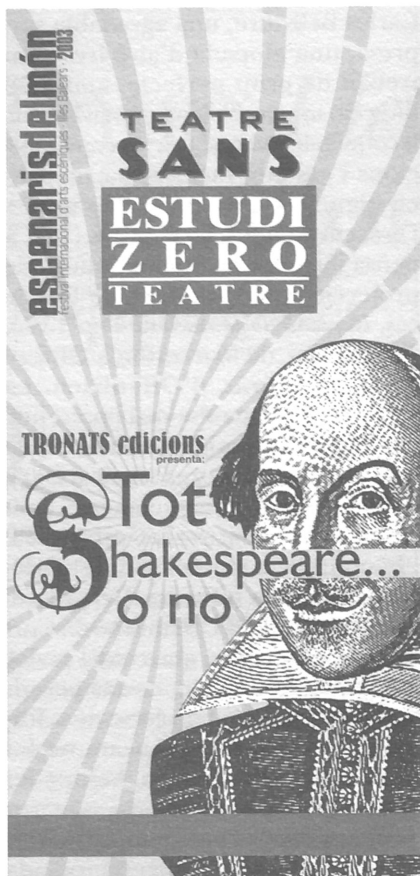 escenarisdelmón 2003
festival internacional d'arts escèniques · Illes Balears ·
TEATRE
SANS
ESTUDI
ZERO
TEATRE
TRONATS edicions
presenta:
Tot
Shakespeare...
o no